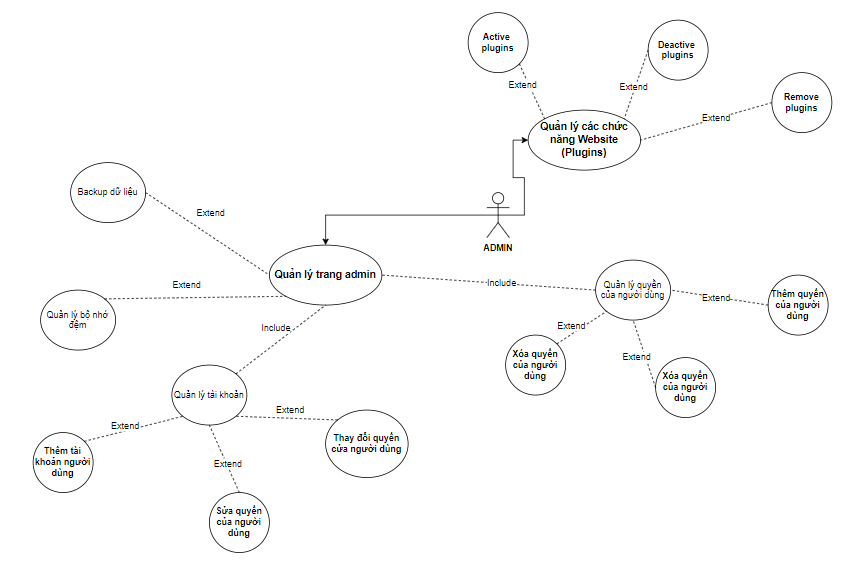 Active
plugins
Deactive
plugins
Extend
Extend
Remove
plugins
Extend
Quản lý các chức
năng Website
(Plugins)
Backup dữ liệu
Extend
ADMIN
Quản lý trang admin
Extend
Include
Quản lý quyền
của người dùng
Extend
Thêm quyền
của người
dùng
Quản lý bộ nhớ
đệm
Include
Extend
Extend
Xóa quyền
của người
dùng
Xóa quyền
của người
dùng
Quản lý tài khoản
Extend
Extend
Thay đổi quyền
cửa người dùng
Thêm tài
khoản người
dùng
Extend
Sửa quyền
của người
dùng